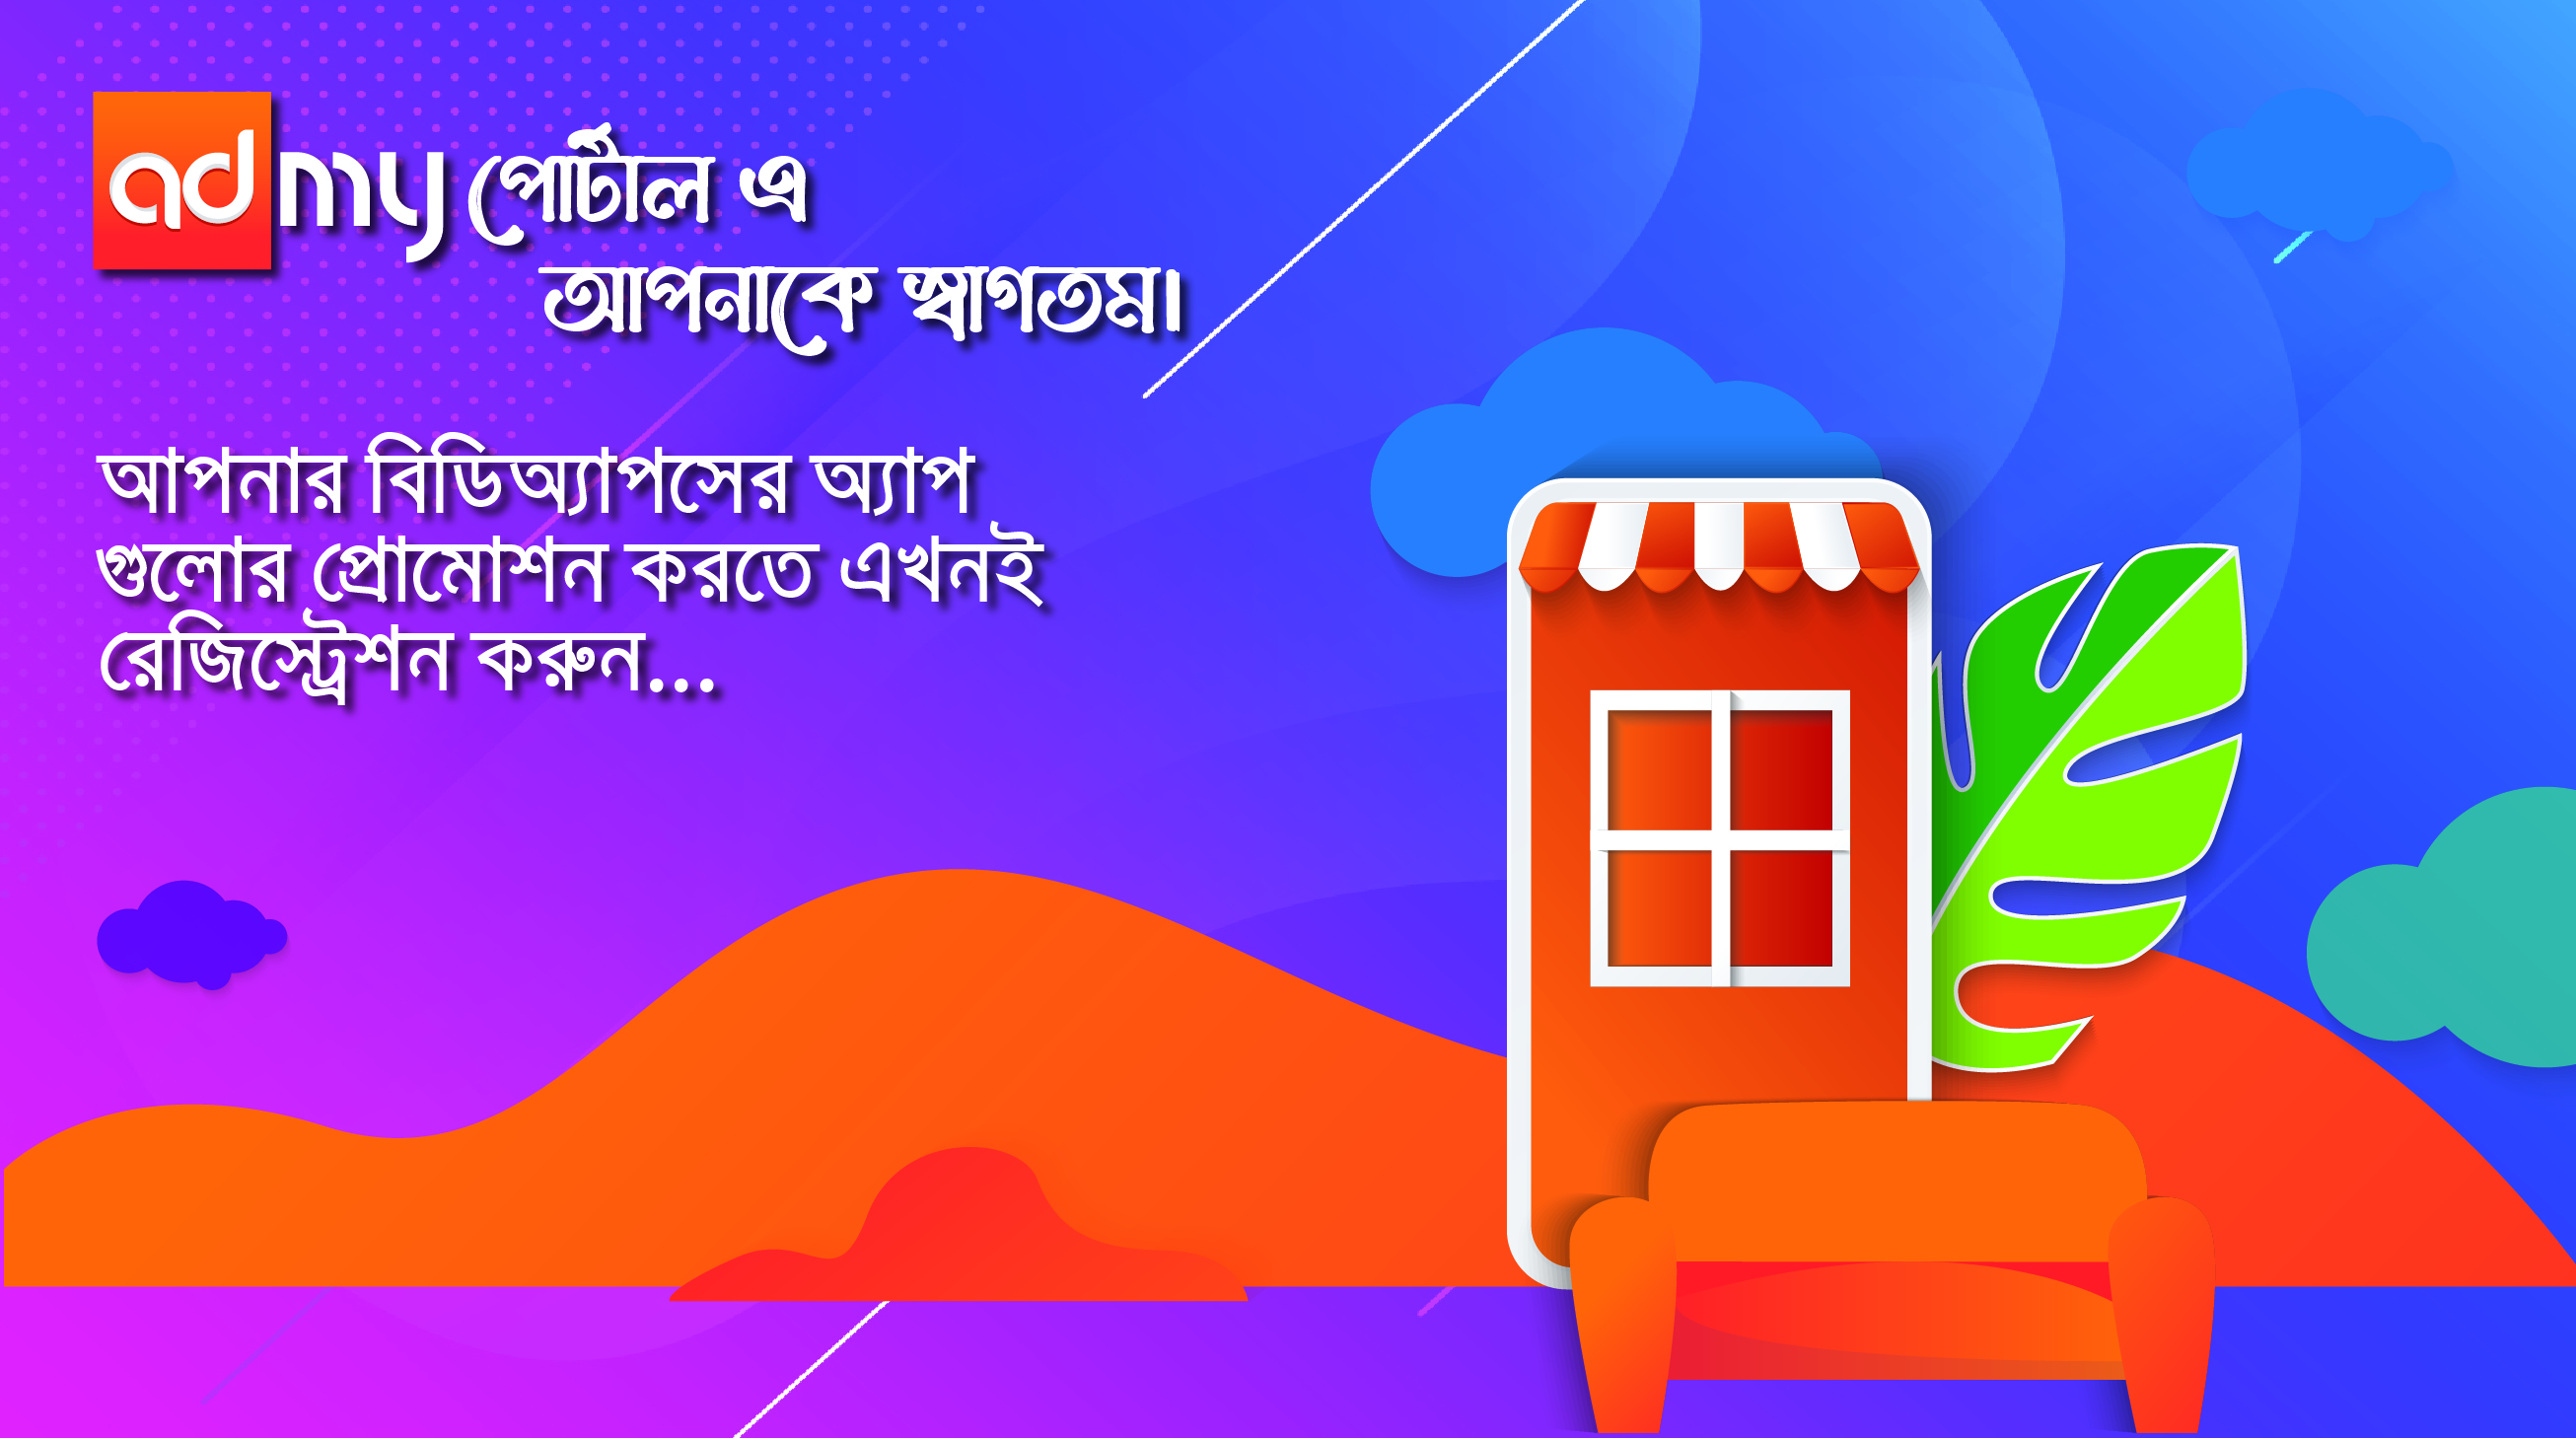 admy পোর্টাল এ
আপনাকে স্বাগতম।
আপনার বিডিঅ্যাপসের অ্যাপ
গুলোর প্রোমোশন করতে এখনই
রেজিস্ট্রেশন করুন...